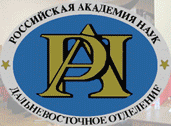 РОССИЙСКАЯ АКАДЕМИЯ НАУК
РАН
ДАЛЬНЕВОСТОЧНОЕ ОТДЕЛЕНИЕ